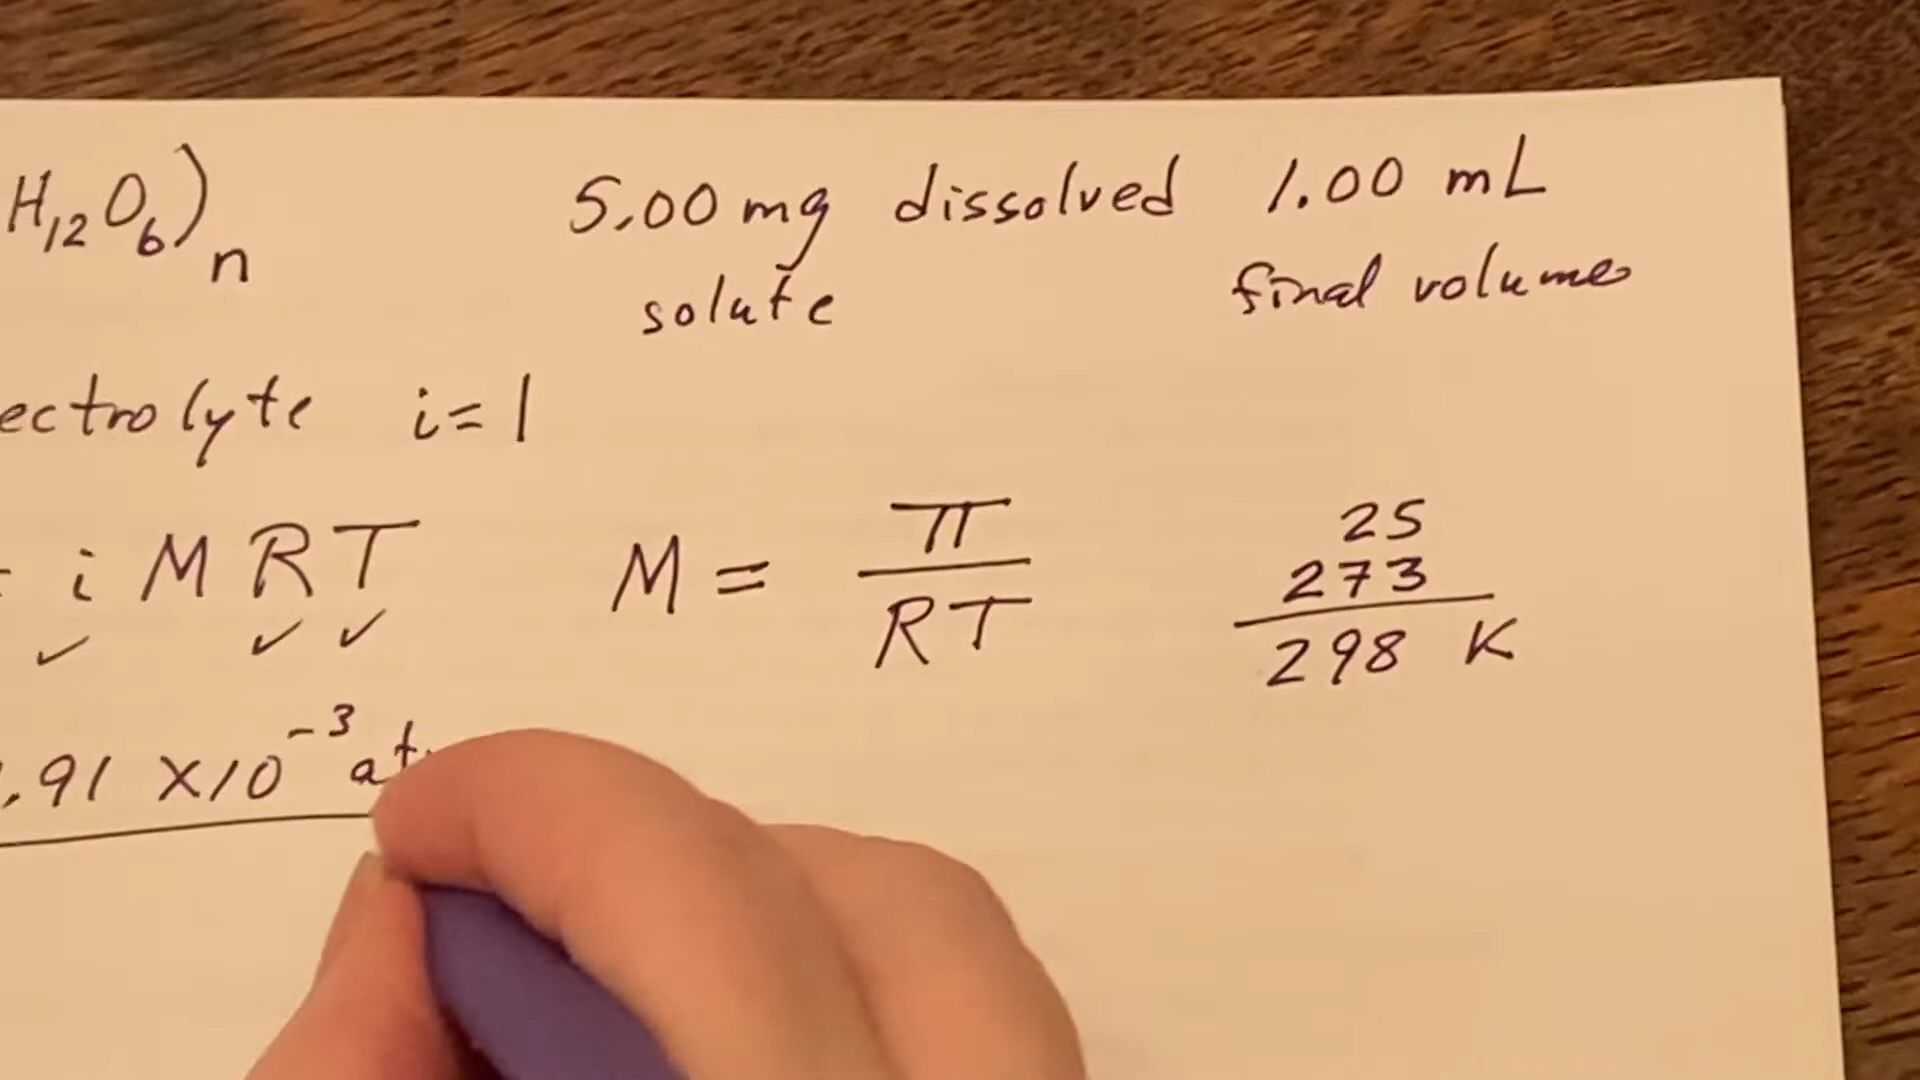 H₁₂O₆)ₙ 5.00 mg dissolved 1.00 mL
solute final volume
ectrolyte i=1
i M R T M = π / RT
25
273
298 K
.91 x10⁻³ at